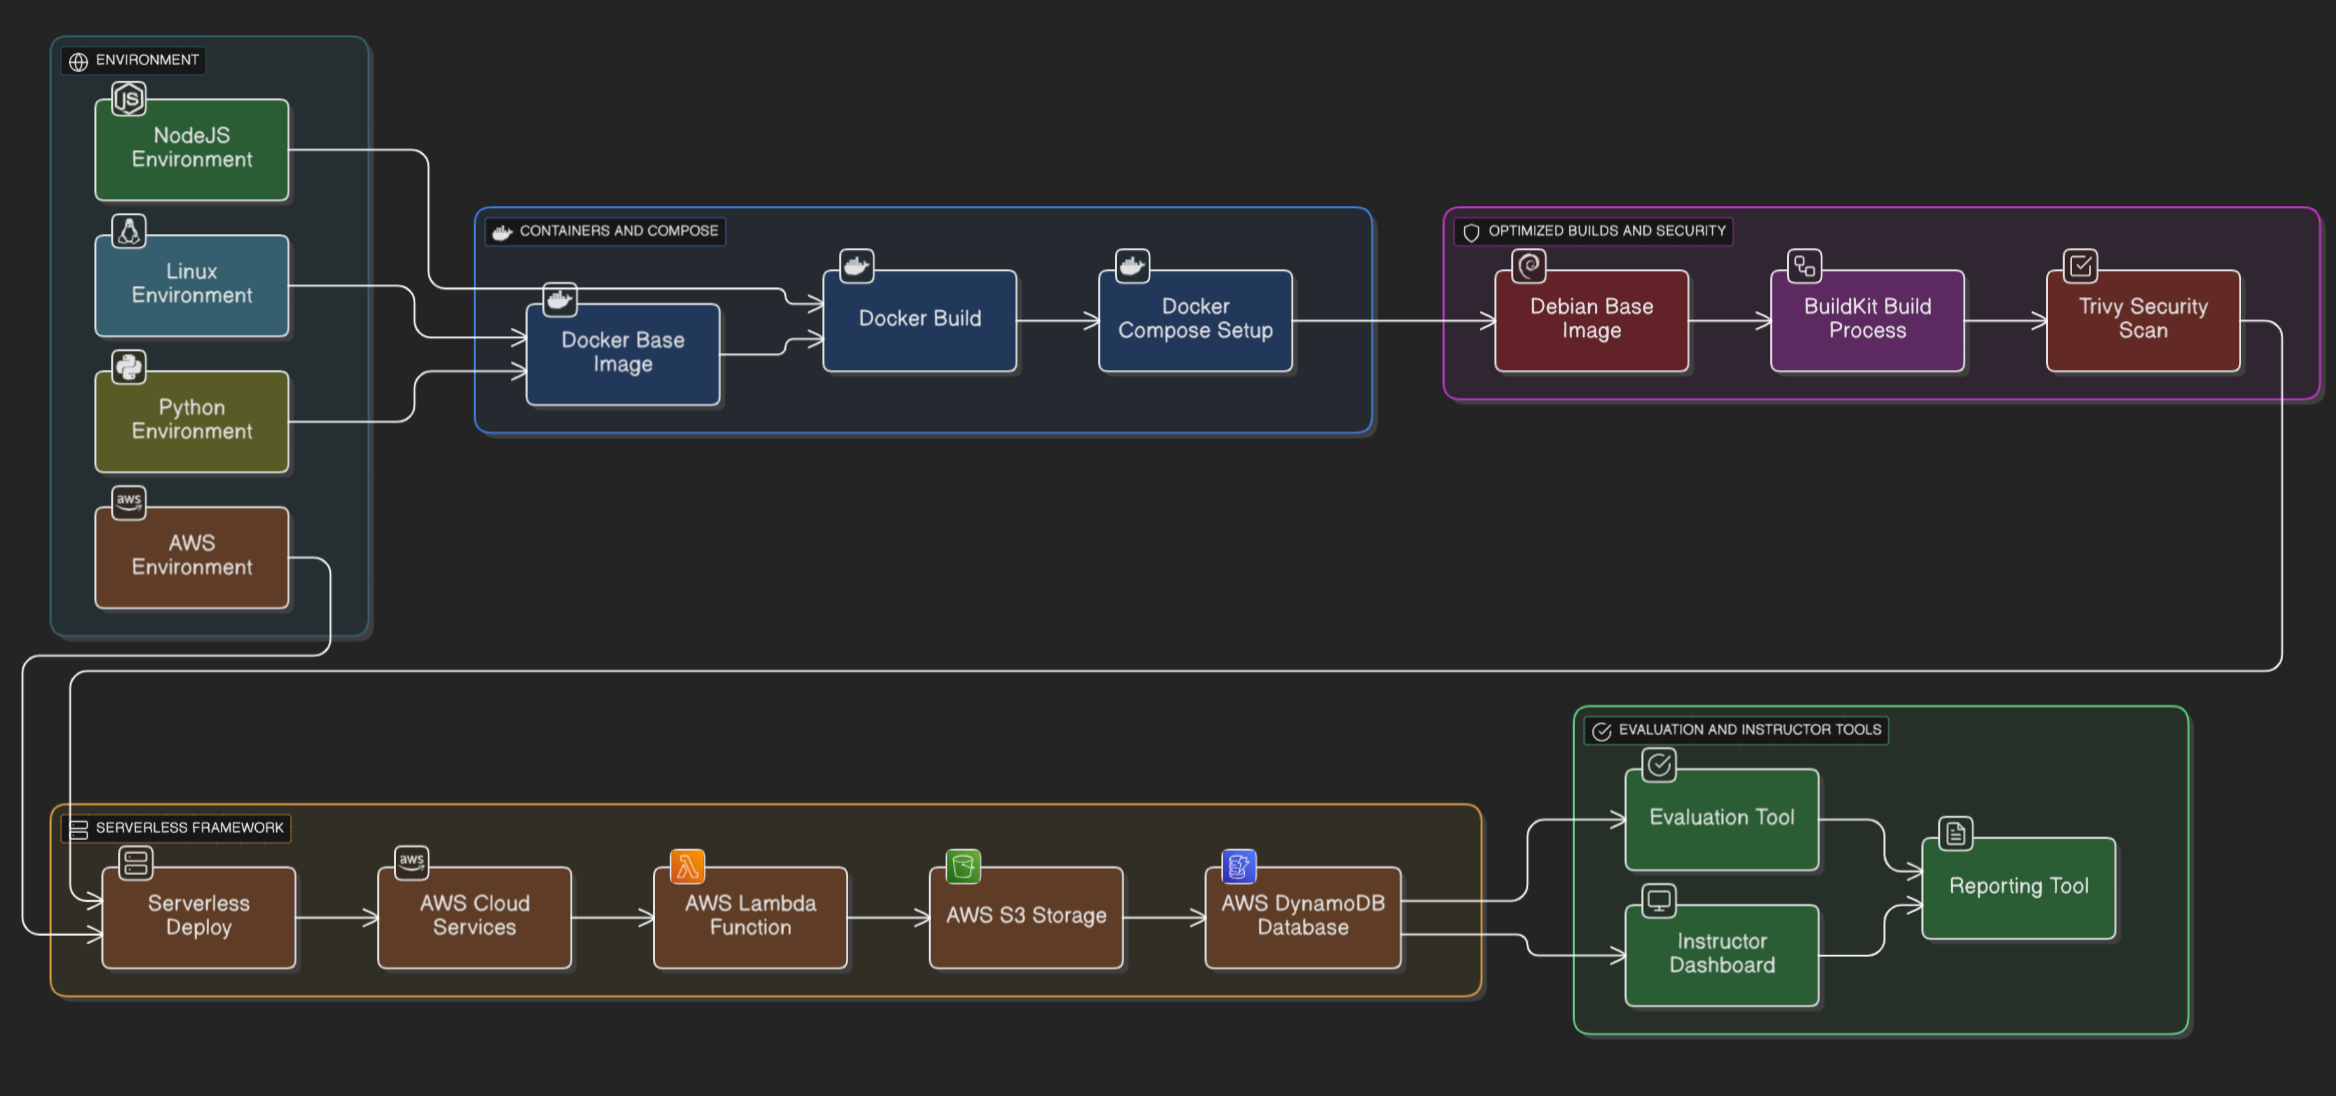 ENVIRONMENT
JS
NodeJS
Environment
Linux
Environment
Python
Environment
aws
AWS
Environment
CONTAINERS AND COMPOSE
Docker Base
Image
Docker Build
Docker
Compose Setup
OPTIMIZED BUILDS AND SECURITY
Debian Base
Image
BuildKit Build
Process
Trivy Security
Scan
SERVERLESS FRAMEWORK
Serverless
Deploy
aws
AWS Cloud
Services
AWS Lambda
Function
AWS S3 Storage
AWS DynamoDB
Database
EVALUATION AND INSTRUCTOR TOOLS
Evaluation Tool
Instructor
Dashboard
Reporting Tool